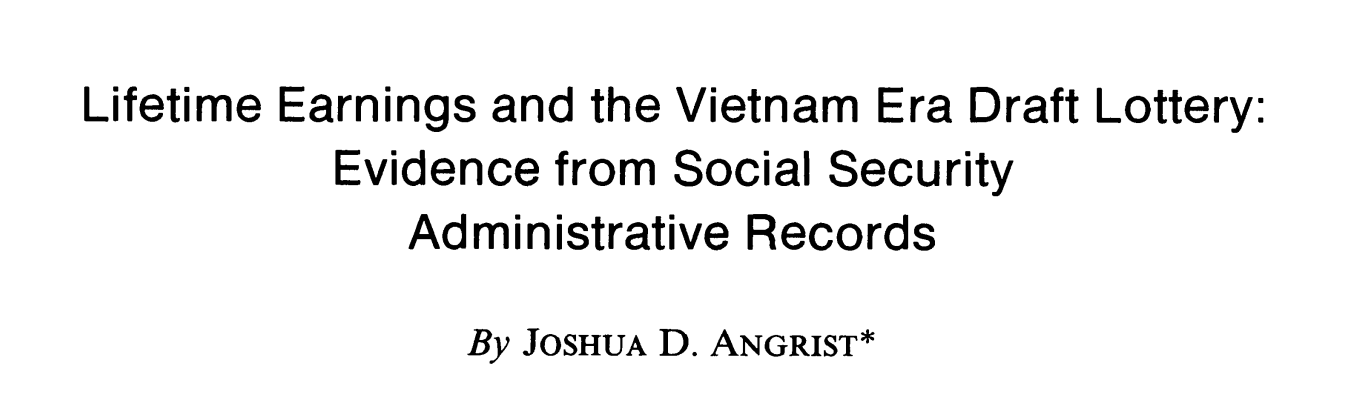 Lifetime Earnings and the Vietnam Era Draft Lottery:
Evidence from Social Security
Administrative Records
By JOSHUA D. ANGRIST*